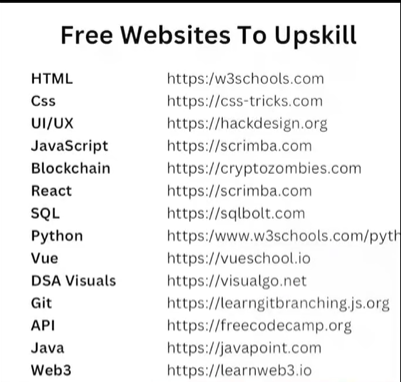 Free Websites To Upskill
HTML https:/w3schools.com
Css https://css-tricks.com
UI/UX https://hackdesign.org
JavaScript https://scrimba.com
Blockchain https://cryptozombies.com
React https://scrimba.com
SQL https://sqlbolt.com
Python https:/www.w3schools.com/pyth
Vue https://vueschool.io
DSA Visuals https://visualgo.net
Git https://learngitbranching.js.org
API https://freecodecamp.org
Java https://javapoint.com
Web3 https://learnweb3.io